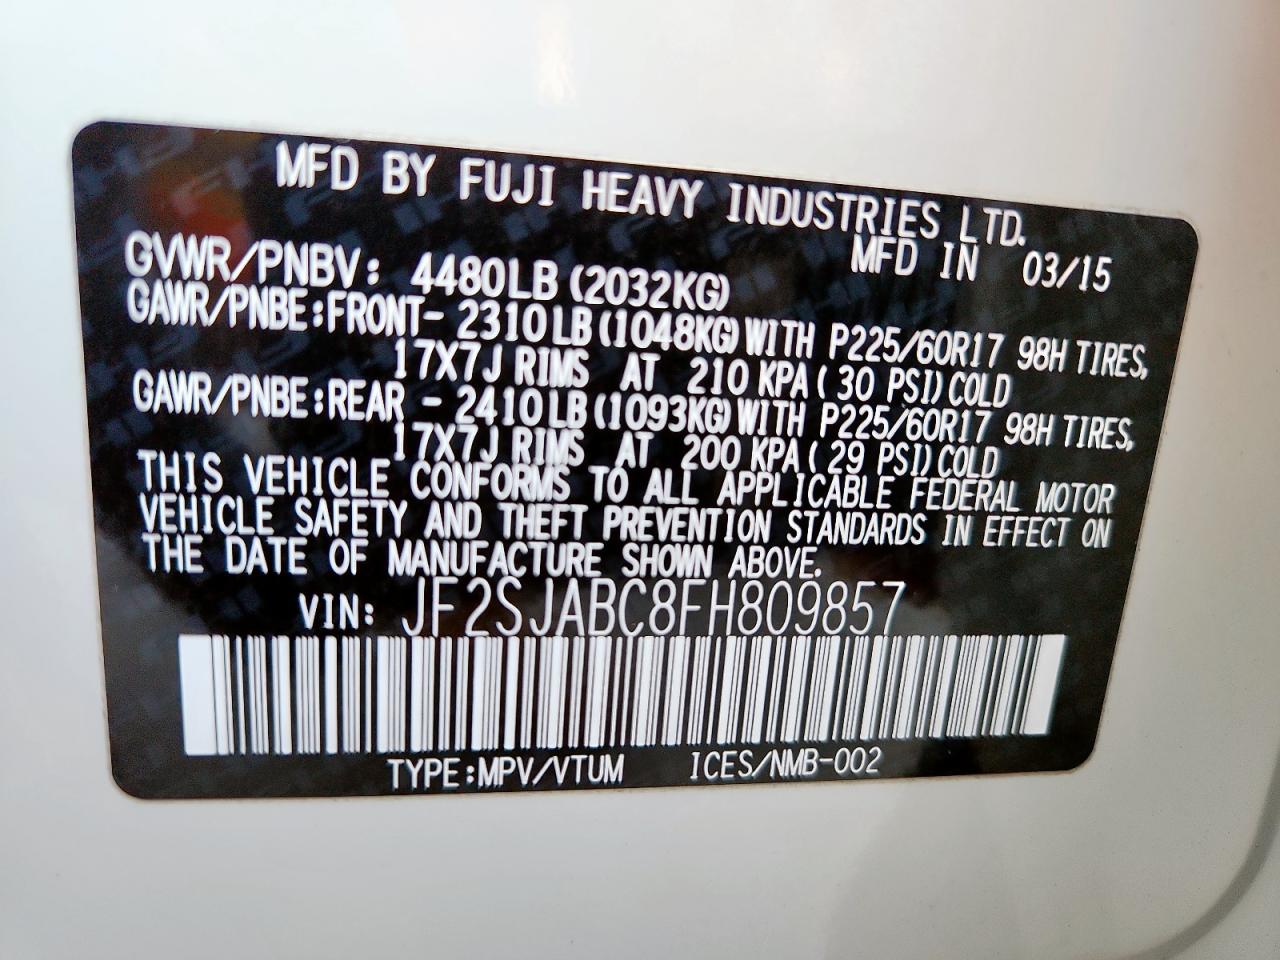 MFD BY FUJI HEAVY INDUSTRIES LTD.
MFD IN 03/15
GVWR/PNBV: 4480LB (2032KG)
GAWR/PNBE:FRONT- 2310LB(1048KG)WITH P225/60R17 98H TIRES,
17X7J RIMS AT 210 KPA(30 PSI)COLD
GAWR/PNBE:REAR - 2410LB(1093KG)WITH P225/60R17 98H TIRES,
17X7J RIMS AT 200 KPA(29 PSI)COLD
THIS VEHICLE CONFORMS TO ALL APPLICABLE FEDERAL MOTOR
VEHICLE SAFETY AND THEFT PREVENTION STANDARDS IN EFFECT ON
THE DATE OF MANUFACTURE SHOWN ABOVE.
VIN: JF2SJABC8FH809857
TYPE:MPV/VTUM ICES/NMB-002